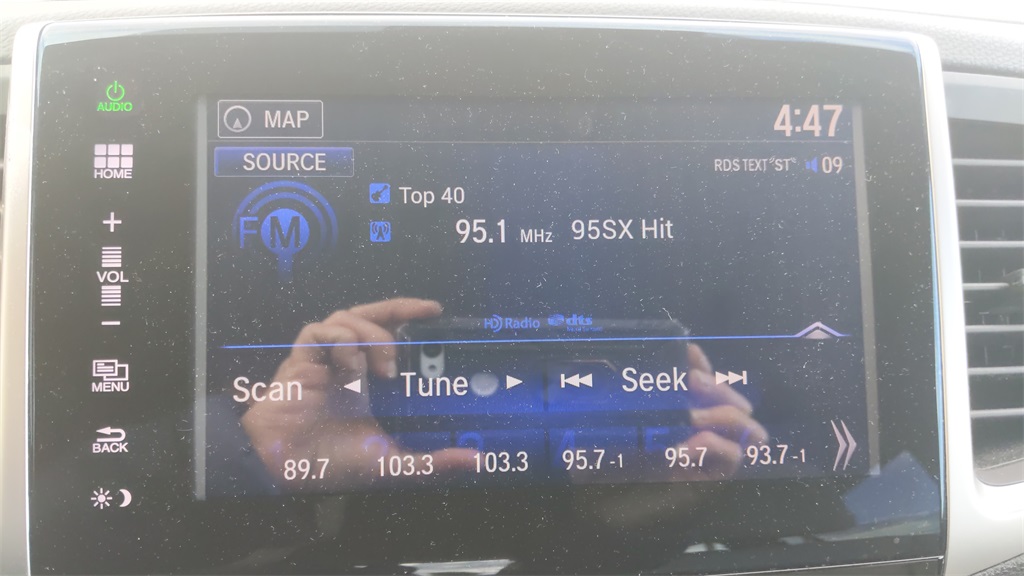 AUDIO
HOME
+
VOL
−
MENU
BACK
MAP
4:47
SOURCE
RDS TEXT ST 09
FM
Top 40
95.1 MHz 95SX Hit
HD Radio dts
Scan Tune Seek
89.7 103.3 103.3 95.7-1 95.7 93.7-1